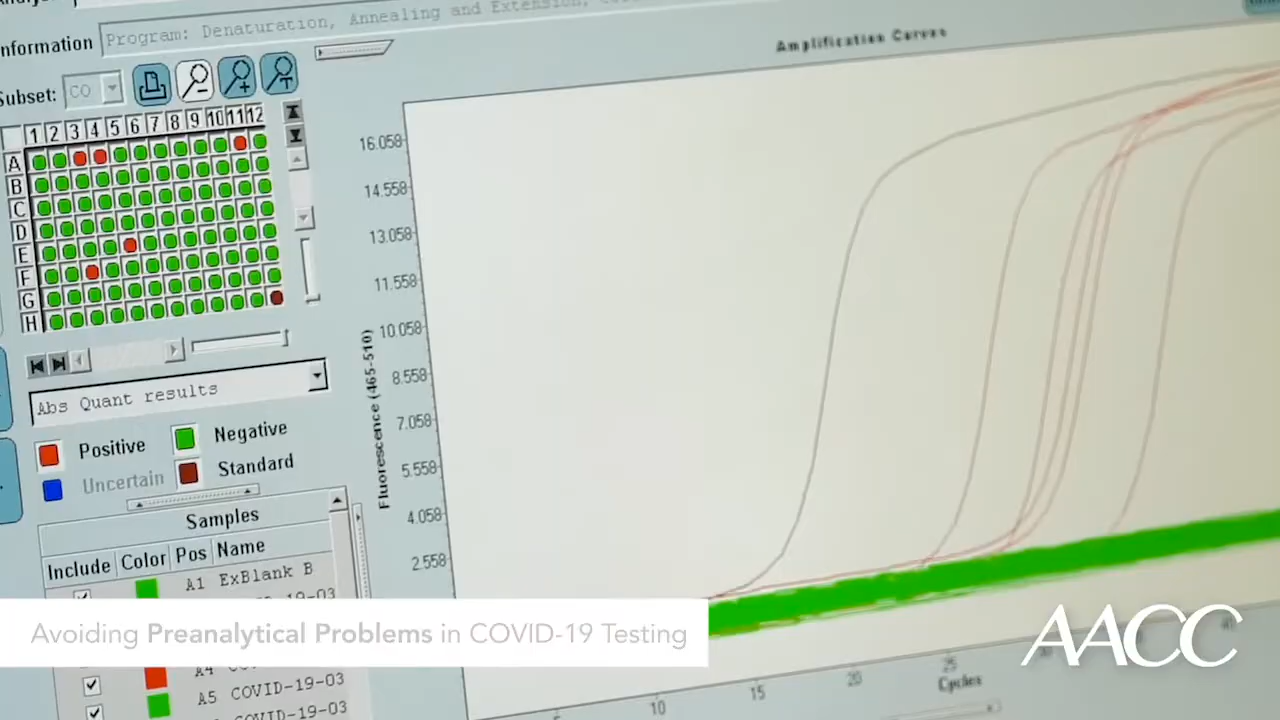 Information
Program: Denaturation, Annealing and Extension,
Subset:
CO
1 2 3 4 5 6 7 8 9 10 11 12
A
B
C
D
E
F
G
H
Abs Quant results
Positive
Negative
Uncertain
Standard
Samples
Include Color Pos Name
A1 ExBlank B
A4
A5 COVID-19-03
COVID-19-03
Amplification Curves
16.058
14.558
13.058
11.558
10.058
8.558
7.058
5.558
4.058
2.558
Fluorescence (465-510)
10
15
20
25
Cycles
Avoiding Preanalytical Problems in COVID-19 Testing
AACC